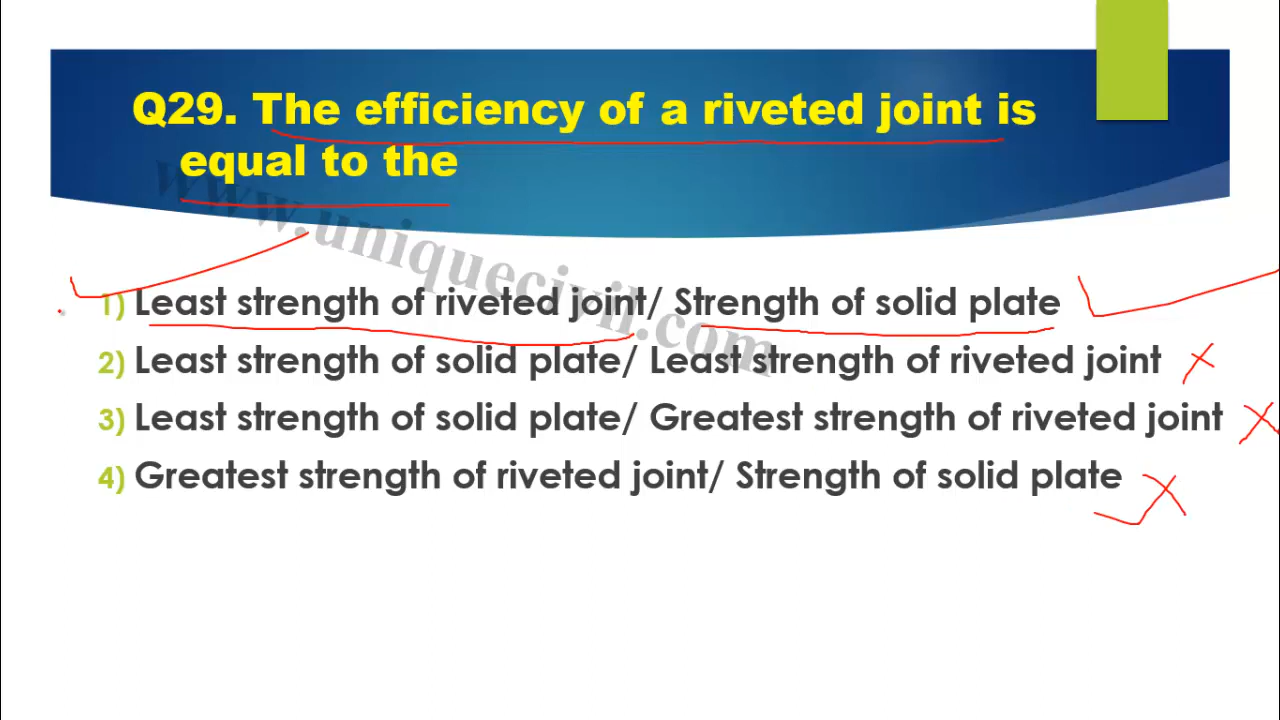 Q29. The efficiency of a riveted joint is
equal to the
www.uniquecivil.com
1) Least strength of riveted joint/ Strength of solid plate
2) Least strength of solid plate/ Least strength of riveted joint
3) Least strength of solid plate/ Greatest strength of riveted joint
4) Greatest strength of riveted joint/ Strength of solid plate